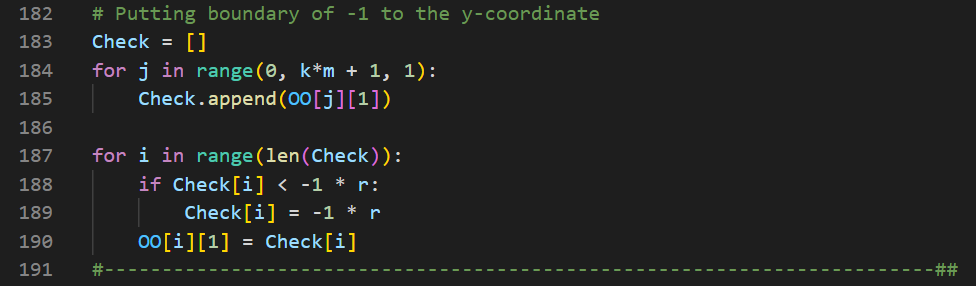 182 # Putting boundary of -1 to the y-coordinate
183 Check = []
184 for j in range(0, k*m + 1, 1):
185     Check.append(OO[j][1])
186
187 for i in range(len(Check)):
188     if Check[i] < -1 * r:
189         Check[i] = -1 * r
190     OO[i][1] = Check[i]
191 #------------------------------------------------------------------------##